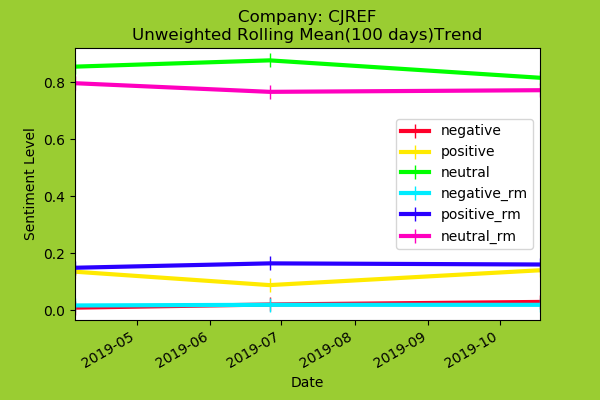 Company: CJREF
Unweighted Rolling Mean(100 days)Trend
Sentiment Level
0.8
0.6
0.4
0.2
0.0
negative
positive
neutral
negative_rm
positive_rm
neutral_rm
2019-05
2019-06
2019-07
2019-08
2019-09
2019-10
Date